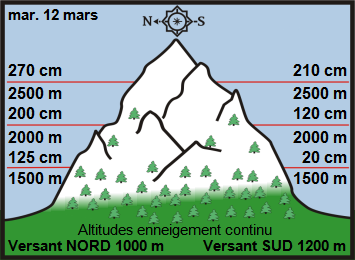 mar. 12 mars
N S
270 cm 210 cm
2500 m 2500 m
200 cm 120 cm
2000 m 2000 m
125 cm 20 cm
1500 m 1500 m
Altitudes enneigement continu
Versant NORD 1000 m Versant SUD 1200 m